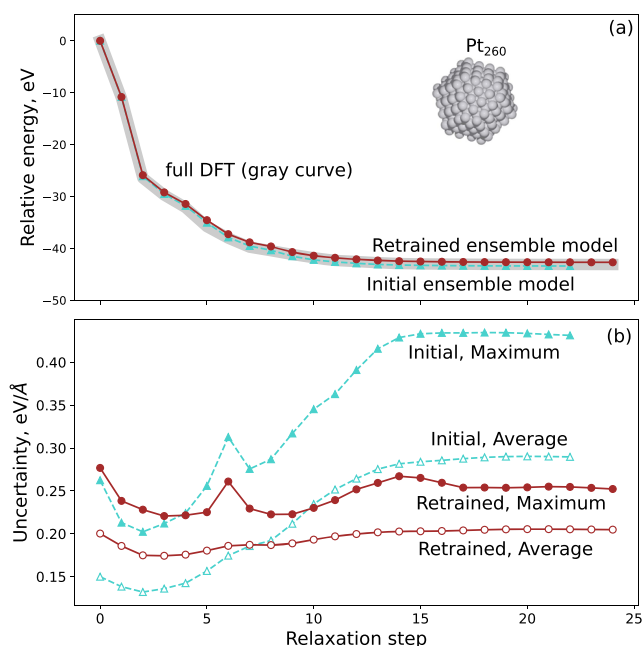 (a)
Pt₂₆₀
0
−10
−20
−30
−40
−50
Relative energy, eV
full DFT (gray curve)
Retrained ensemble model
Initial ensemble model
(b)
0.40
0.35
0.30
0.25
0.20
0.15
Uncertainty, eV/Å
Initial, Maximum
Initial, Average
Retrained, Maximum
Retrained, Average
0 5 10 15 20 25
Relaxation step